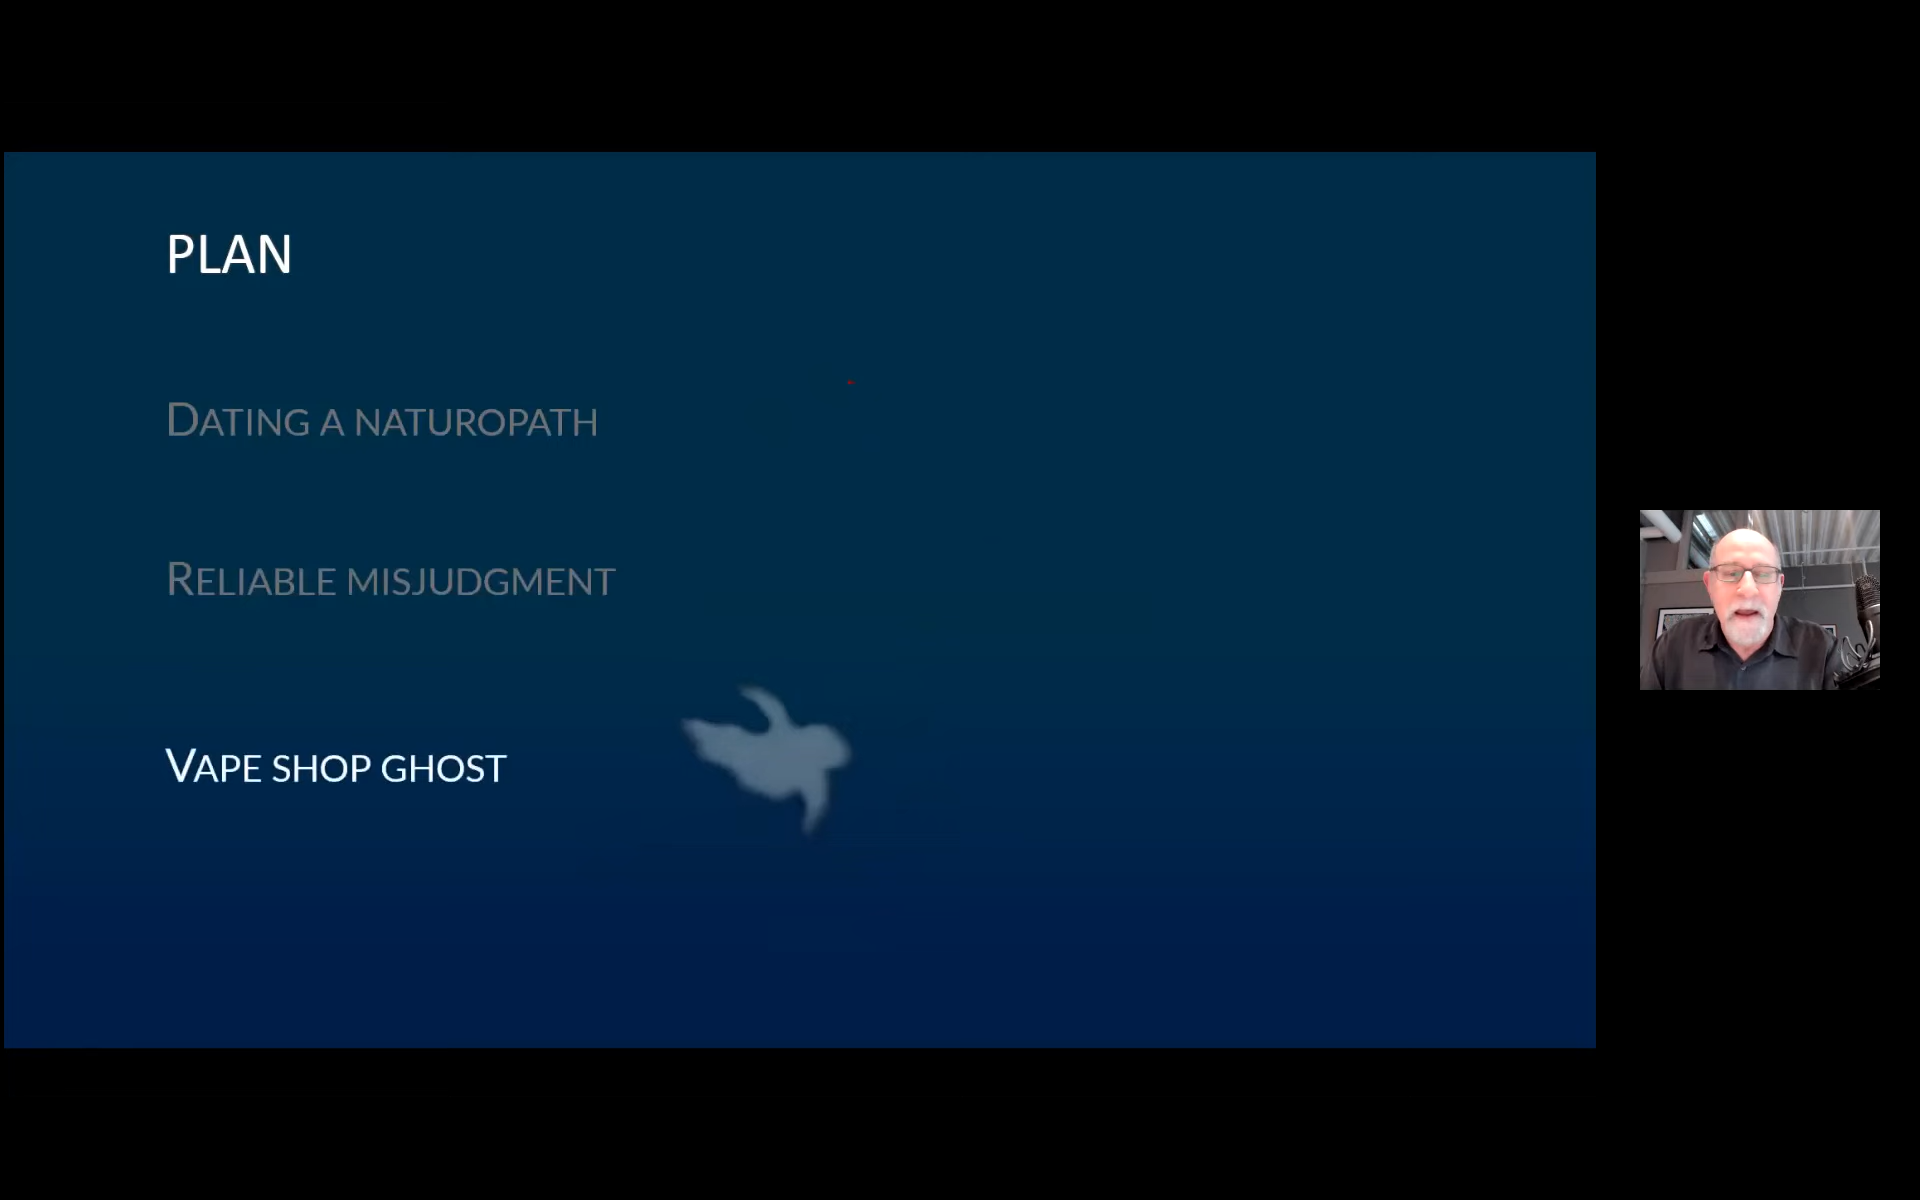 PLAN
DATING A NATUROPATH
RELIABLE MISJUDGMENT
VAPE SHOP GHOST